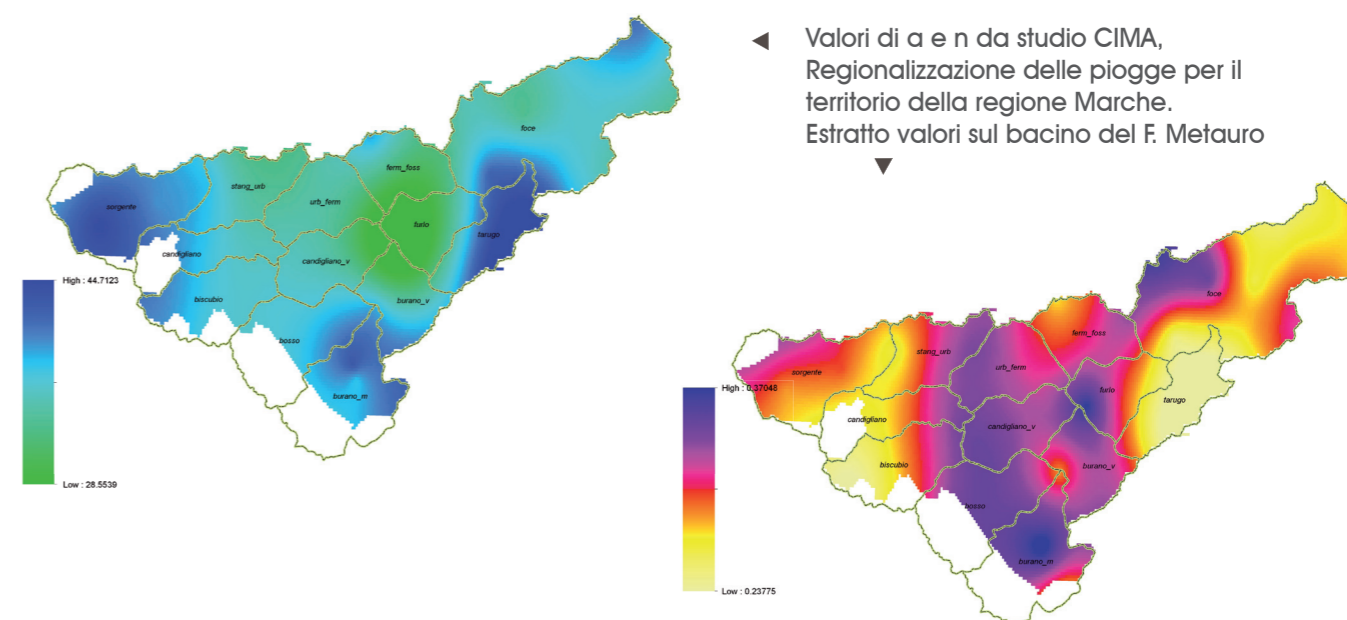 Valori di a e n da studio CIMA,
Regionalizzazione delle piogge per il
territorio della regione Marche.
Estratto valori sul bacino del F. Metauro
foce
ferm_foss
stang_urb
urb_ferm
sorgente
furlo
tarugo
candigliano
candigliano_v
biscubio
burano_v
bosso
burano_m
High : 44.7123
Low : 28.5539
foce
ferm_foss
stang_urb
urb_ferm
sorgente
furlo
tarugo
candigliano
candigliano_v
biscubio
burano_v
bosso
burano_m
High : 0.37048
Low : 0.23775